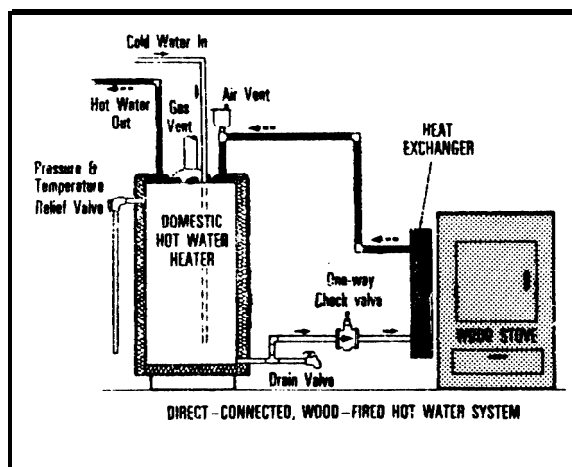 Cold Water In
Hot Water
Out
Gas
Vent
Air Vent
HEAT
EXCHANGER
Pressure &
Temperature
Relief Valve
DOMESTIC
HOT WATER
HEATER
One-way
Check valve
WOOD STOVE
Drain Valve
DIRECT-CONNECTED, WOOD-FIRED HOT WATER SYSTEM